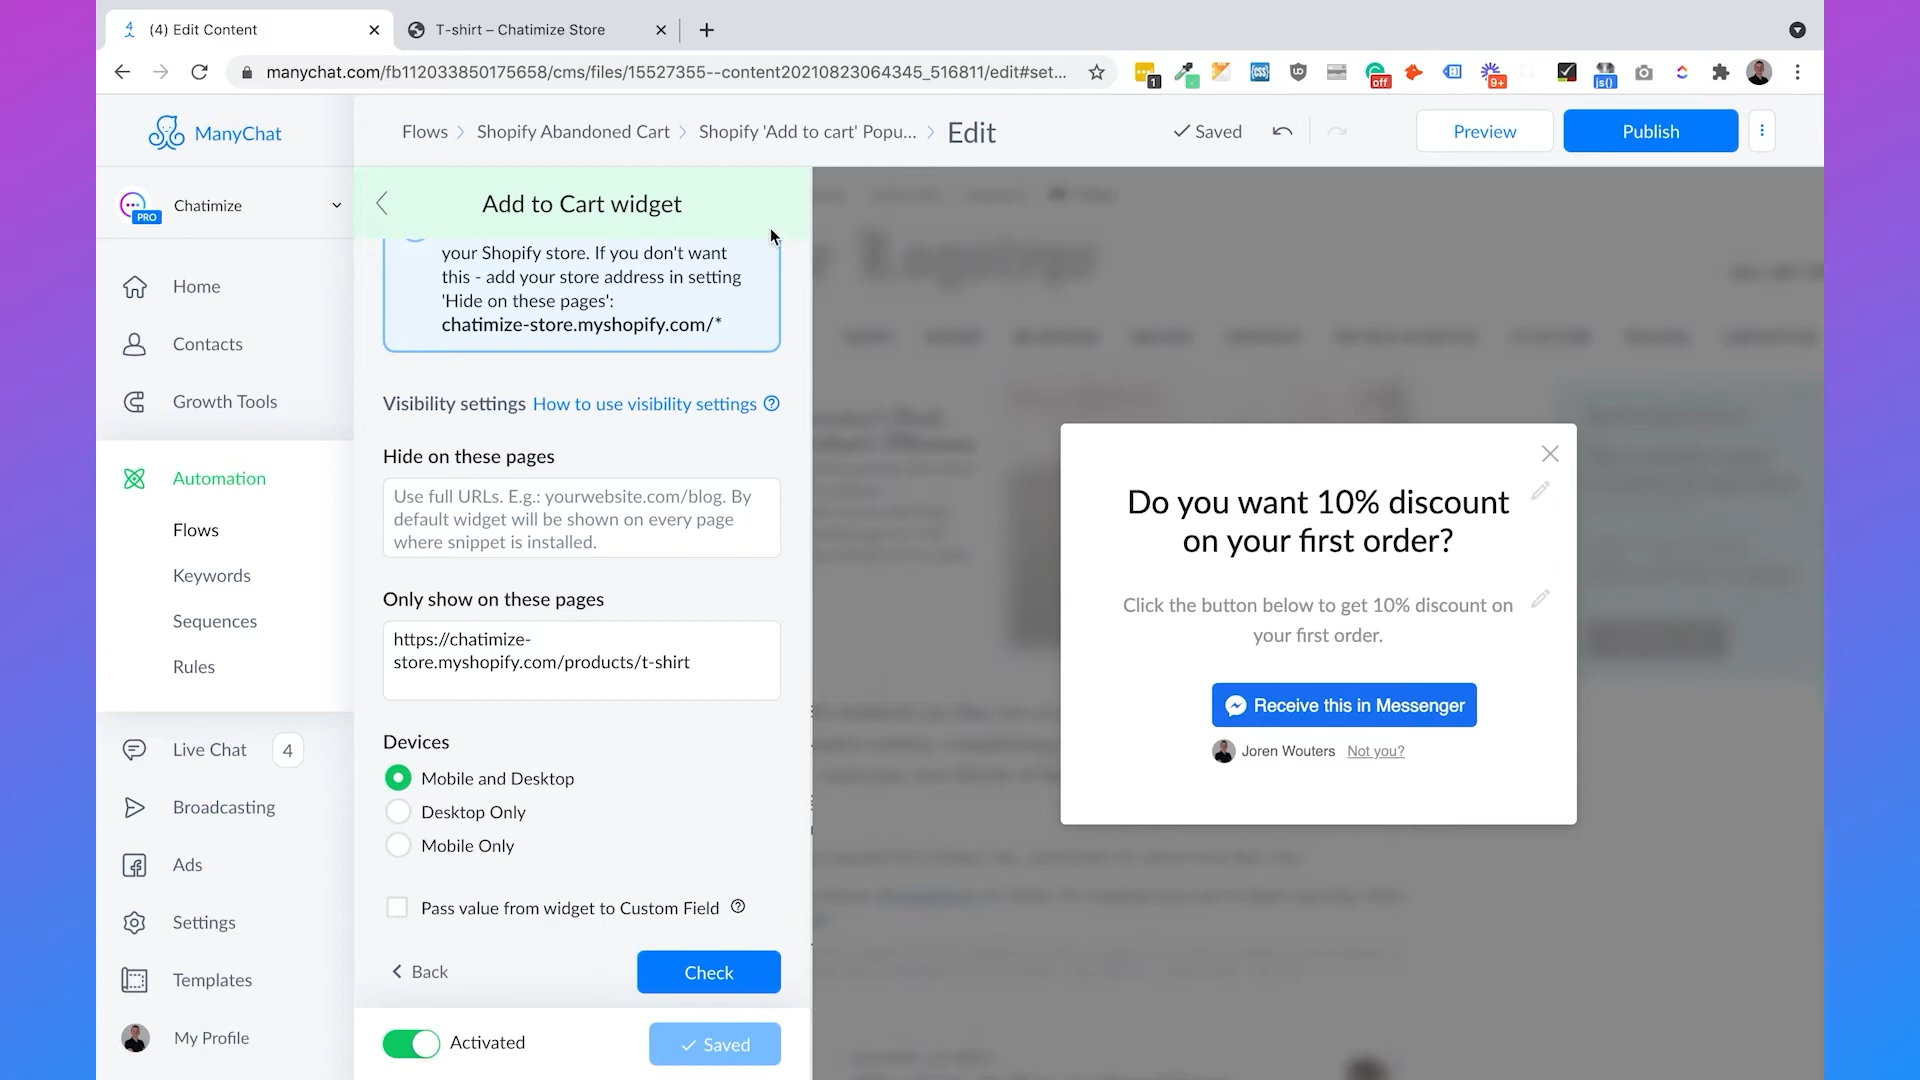 (4) Edit Content
T-shirt – Chatimize Store
manychat.com/fb112033850175658/cms/files/15527355--content20210823064345_516811/edit#set...
1
off
9+
js()
ManyChat
Flows
Shopify Abandoned Cart
Shopify 'Add to cart' Popu...
Edit
Saved
Preview
Publish
Chatimize
PRO
Home
Contacts
Growth Tools
Automation
Flows
Keywords
Sequences
Rules
Live Chat 4
Broadcasting
Ads
Settings
Templates
My Profile
Add to Cart widget
your Shopify store. If you don't want
this - add your store address in setting
'Hide on these pages':
chatimize-store.myshopify.com/*
Visibility settings How to use visibility settings
Hide on these pages
Use full URLs. E.g.: yourwebsite.com/blog. By
default widget will be shown on every page
where snippet is installed.
Only show on these pages
https://chatimize-
store.myshopify.com/products/t-shirt
Devices
Mobile and Desktop
Desktop Only
Mobile Only
Pass value from widget to Custom Field
Back
Check
Activated
Saved
Do you want 10% discount
on your first order?
Click the button below to get 10% discount on
your first order.
Receive this in Messenger
Joren Wouters Not you?